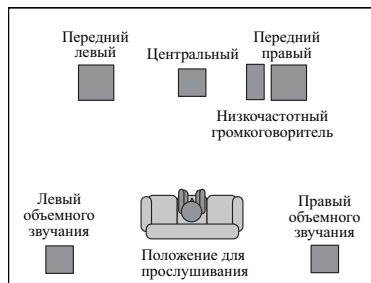 Передний
левый
Центральный
Передний
правый
Низкочастотный
громкоговоритель
Левый
объемного
звучания
Положение для
прослушивания
Правый
объемного
звучания